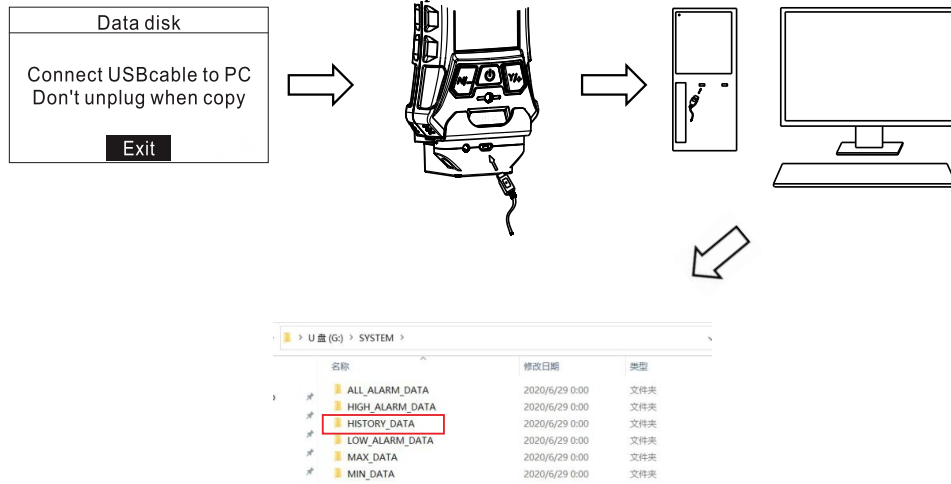 Data disk
Connect USBcable to PC
Don't unplug when copy
Exit
> U 盘 (G:) > SYSTEM >
名称 修改日期 类型
ALL_ALARM_DATA 2020/6/29 0:00 文件夹
HIGH_ALARM_DATA 2020/6/29 0:00 文件夹
HISTORY_DATA 2020/6/29 0:00 文件夹
LOW_ALARM_DATA 2020/6/29 0:00 文件夹
MAX_DATA 2020/6/29 0:00 文件夹
MIN_DATA 2020/6/29 0:00 文件夹